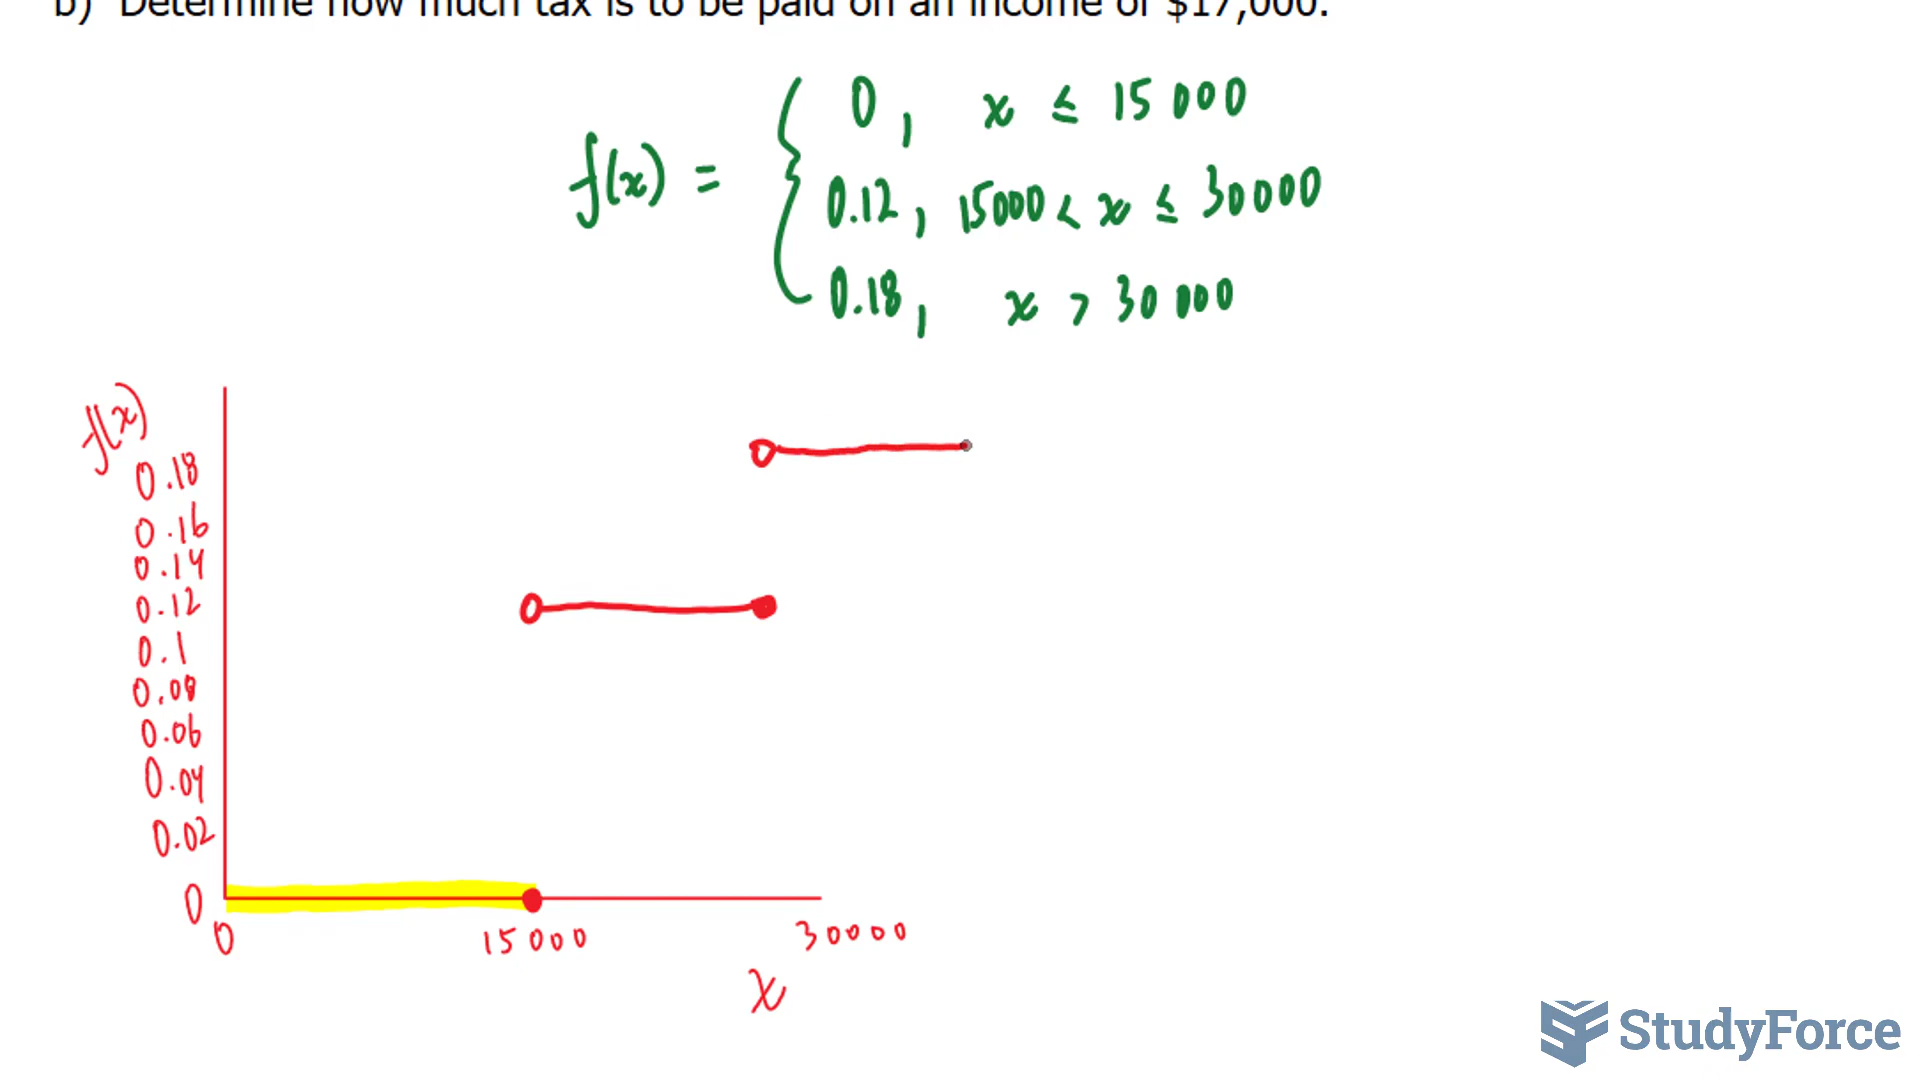 b) Determine how much tax is to be paid on an income of $17,000.
f(x) = { 0, x ≤ 15 000
0.12, 15000 < x ≤ 30000
0.18, x > 30 000
f(x)
0.18
0.16
0.14
0.12
0.1
0.08
0.06
0.04
0.02
0
0 15 000 30000
x
StudyForce